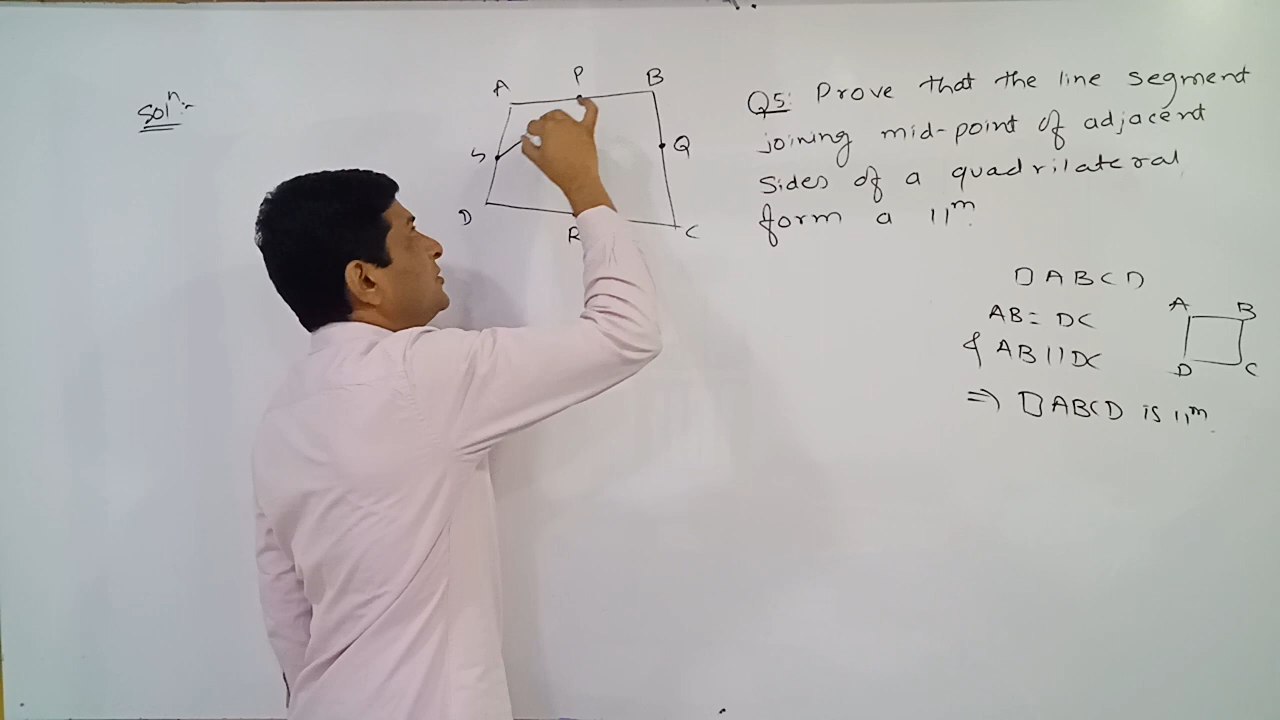 Solⁿ:-
A P B
S Q
D R C
Q5: Prove that the line segment
joining mid-point of adjacent
sides of a quadrilateral
form a ||ᵐ.
□ABCD
AB = DC
& AB || DC
⇒ □ABCD is ||ᵐ.
A B
D C